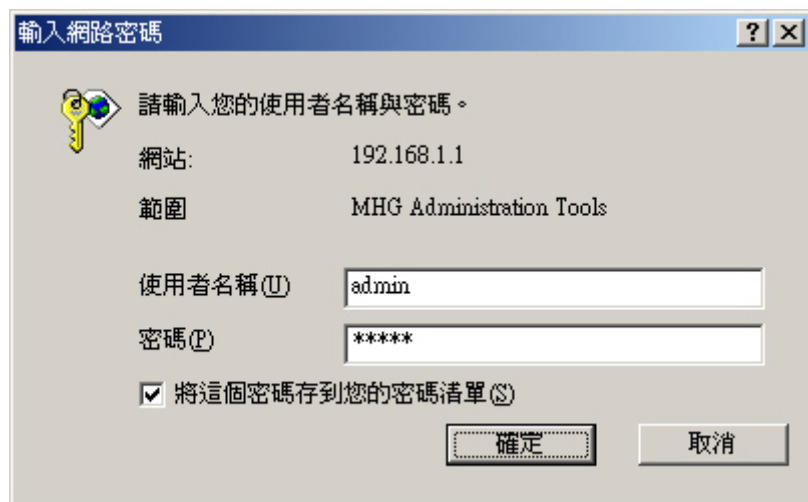 輸入網路密碼
請輸入您的使用者名稱與密碼。
網站: 192.168.1.1
範圍 MHG Administration Tools
使用者名稱(U) admin
密碼(P) *****
將這個密碼存到您的密碼清單(S)
確定 取消